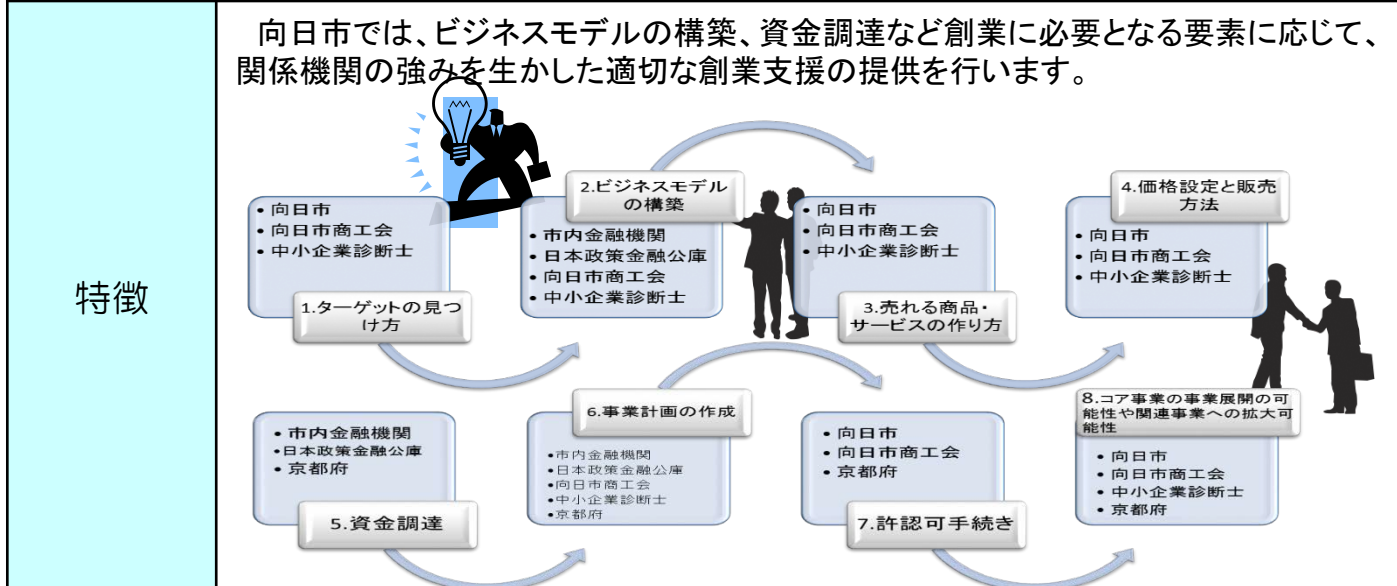 特徴
向日市では、ビジネスモデルの構築、資金調達など創業に必要となる要素に応じて、
関係機関の強みを生かした適切な創業支援の提供を行います。
• 向日市
• 向日市商工会
• 中小企業診断士
1.ターゲットの見つ
け方
2.ビジネスモデル
の構築
• 市内金融機関
• 日本政策金融公庫
• 向日市商工会
• 中小企業診断士
• 向日市
• 向日市商工会
• 中小企業診断士
3.売れる商品・
サービスの作り方
4.価格設定と販売
方法
• 向日市
• 向日市商工会
• 中小企業診断士
• 市内金融機関
•日本政策金融公庫
• 京都府
5.資金調達
6.事業計画の作成
•市内金融機関
•日本政策金融公庫
•向日市商工会
•中小企業診断士
•京都府
• 向日市
• 向日市商工会
• 京都府
7.許認可手続き
8.コア事業の事業展開の可
能性や関連事業への拡大可
能性
• 向日市
• 向日市商工会
• 中小企業診断士
• 京都府